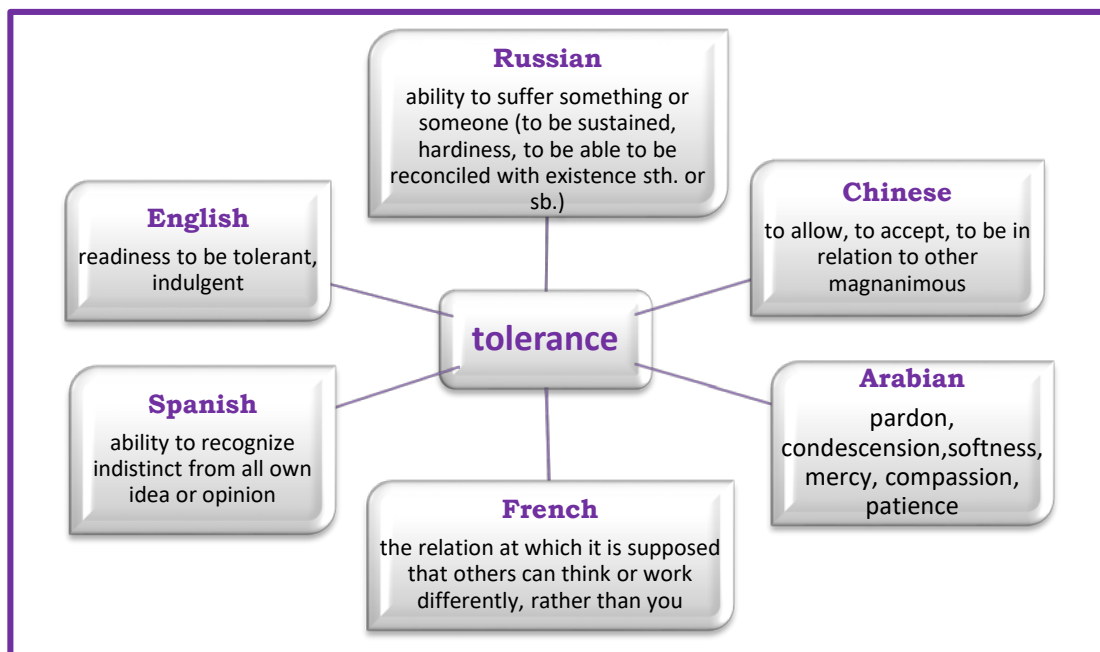 Russian
ability to suffer something or
someone (to be sustained,
hardiness, to be able to be
reconciled with existence sth. or
sb.)
English
readiness to be tolerant,
indulgent
Chinese
to allow, to accept, to be in
relation to other
magnanimous
tolerance
Spanish
ability to recognize
indistinct from all own
idea or opinion
Arabian
pardon,
condescension,softness,
mercy, compassion,
patience
French
the relation at which it is supposed
that others can think or work
differently, rather than you